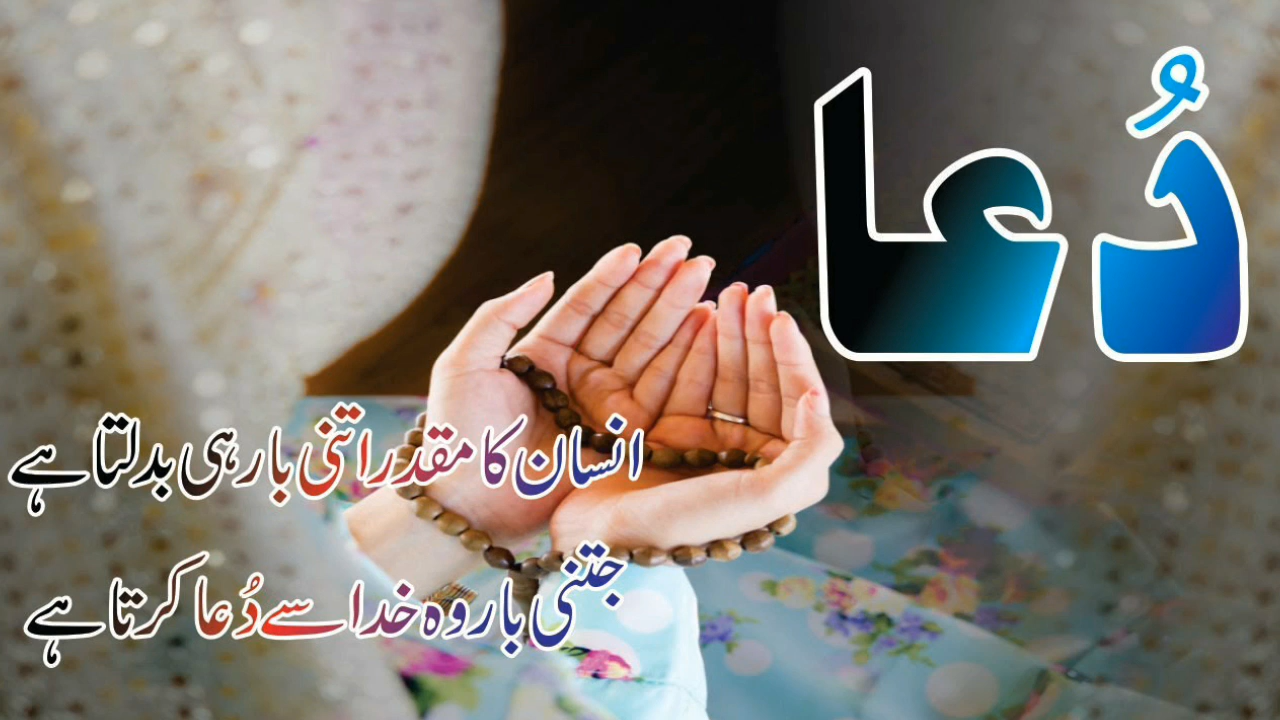 دُعا
انسان کا مقدر اتنی بار ہی بدلتا ہے
جتنی بار وہ خدا سے دُعا کرتا ہے